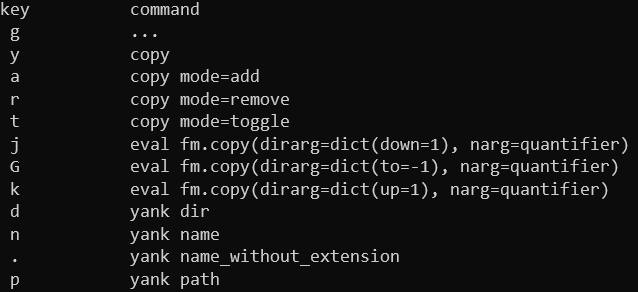 key          command
 g           ...
 y           copy
 a           copy mode=add
 r           copy mode=remove
 t           copy mode=toggle
 j           eval fm.copy(dirarg=dict(down=1), narg=quantifier)
 G           eval fm.copy(dirarg=dict(to=-1), narg=quantifier)
 k           eval fm.copy(dirarg=dict(up=1), narg=quantifier)
 d           yank dir
 n           yank name
 .           yank name_without_extension
 p           yank path